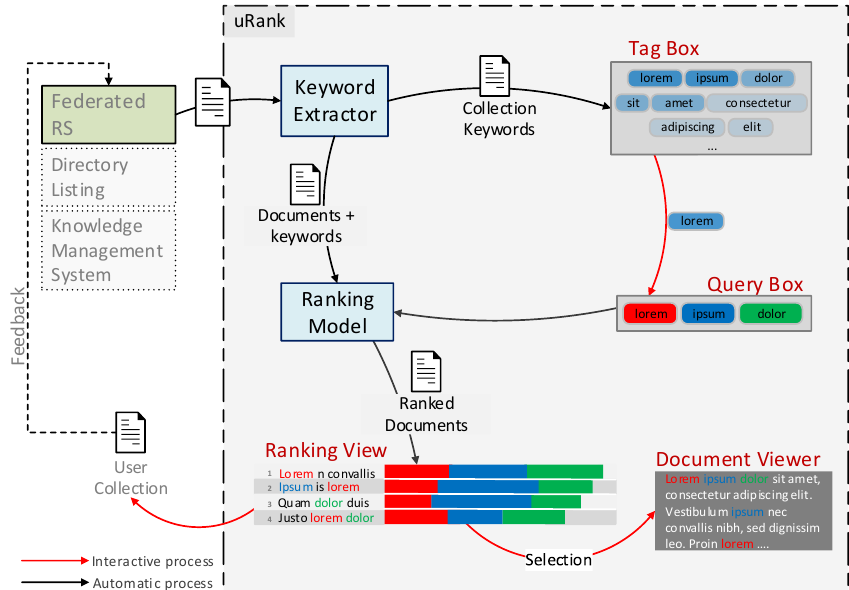 uRank
Federated
RS
Directory
Listing
Knowledge
Management
System
Keyword
Extractor
Collection
Keywords
Tag Box
lorem ipsum dolor
sit amet consectetur
adipiscing elit
...
lorem
Documents +
keywords
Ranking
Model
Query Box
lorem ipsum dolor
Feedback
Ranked
Documents
User
Collection
Ranking View
1 Lorem n convallis
2 Ipsum is lorem
3 Quam dolor duis
4 Justo lorem dolor
Document Viewer
Lorem ipsum dolor sit amet,
consectetur adipiscing elit.
Vestibulum ipsum nec
convallis nibh, sed dignissim
leo. Proin lorem ....
Selection
Interactive process
Automatic process